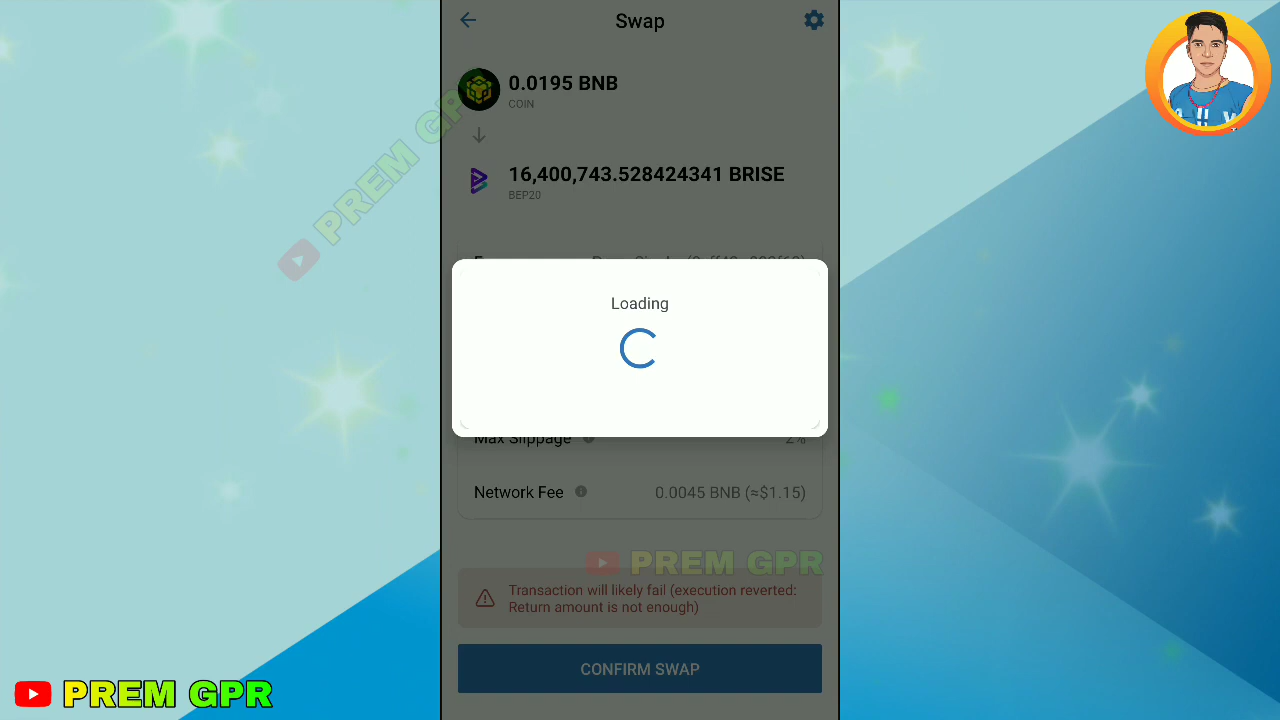 Swap
0.0195 BNB
COIN
PREM GPR
16,400,743.528424341 BRISE
BEP20
Loading
Max Slippage 2%
Network Fee 0.0045 BNB (≈$1.15)
PREM GPR
Transaction will likely fail (execution reverted:
Return amount is not enough)
CONFIRM SWAP
PREM GPR